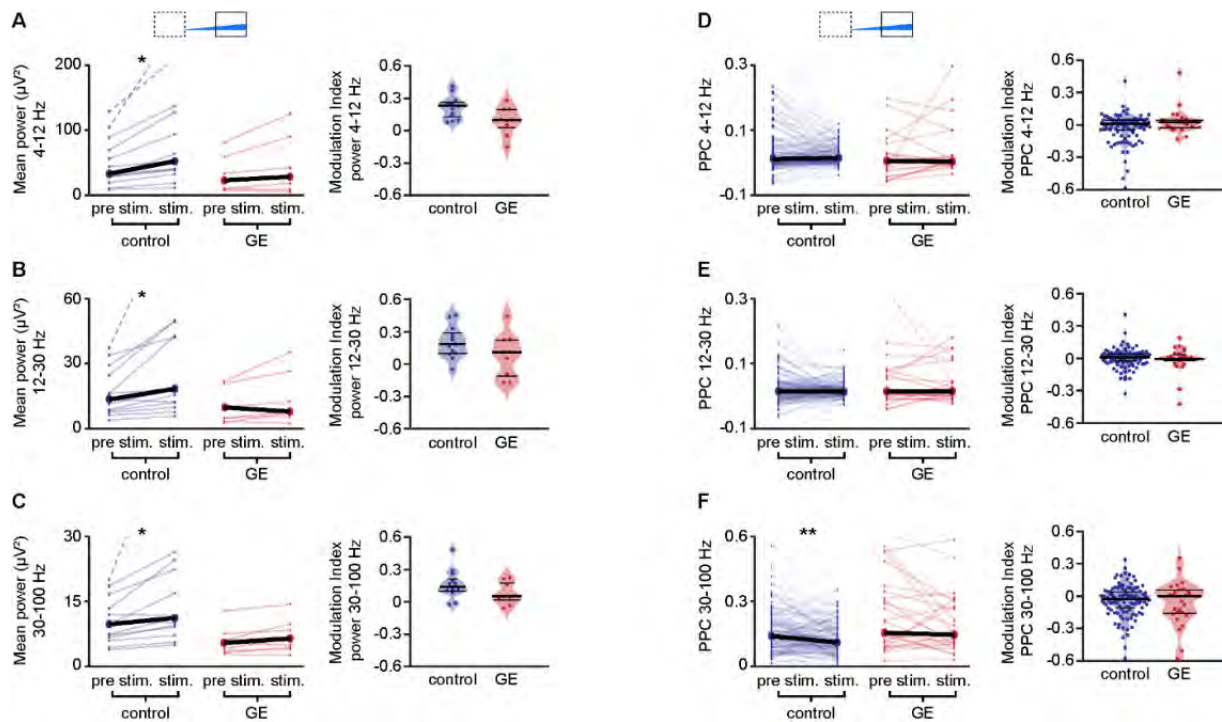 A
*
Mean power (µV²)
4-12 Hz
200
100
0
pre stim. stim. pre stim. stim.
control GE
Modulation Index
power 4-12 Hz
0.6
0.3
0
-0.3
-0.6
control GE
B
*
Mean power (µV²)
12-30 Hz
60
30
0
pre stim. stim. pre stim. stim.
control GE
Modulation Index
power 12-30 Hz
0.6
0.3
0
-0.3
-0.6
control GE
C
*
Mean power (µV²)
30-100 Hz
30
15
0
pre stim. stim. pre stim. stim.
control GE
Modulation Index
power 30-100 Hz
0.6
0.3
0
-0.3
-0.6
control GE
D
PPC 4-12 Hz
0.3
0.1
-0.1
pre stim. stim. pre stim. stim.
control GE
Modulation Index
PPC 4-12 Hz
0.6
0.3
0
-0.3
-0.6
control GE
E
PPC 12-30 Hz
0.3
0.1
-0.1
pre stim. stim. pre stim. stim.
control GE
Modulation Index
PPC 12-30 Hz
0.6
0.3
0
-0.3
-0.6
control GE
F
**
PPC 30-100 Hz
0.6
0.3
0
pre stim. stim. pre stim. stim.
control GE
Modulation Index
PPC 30-100 Hz
0.6
0.3
0
-0.3
-0.6
control GE